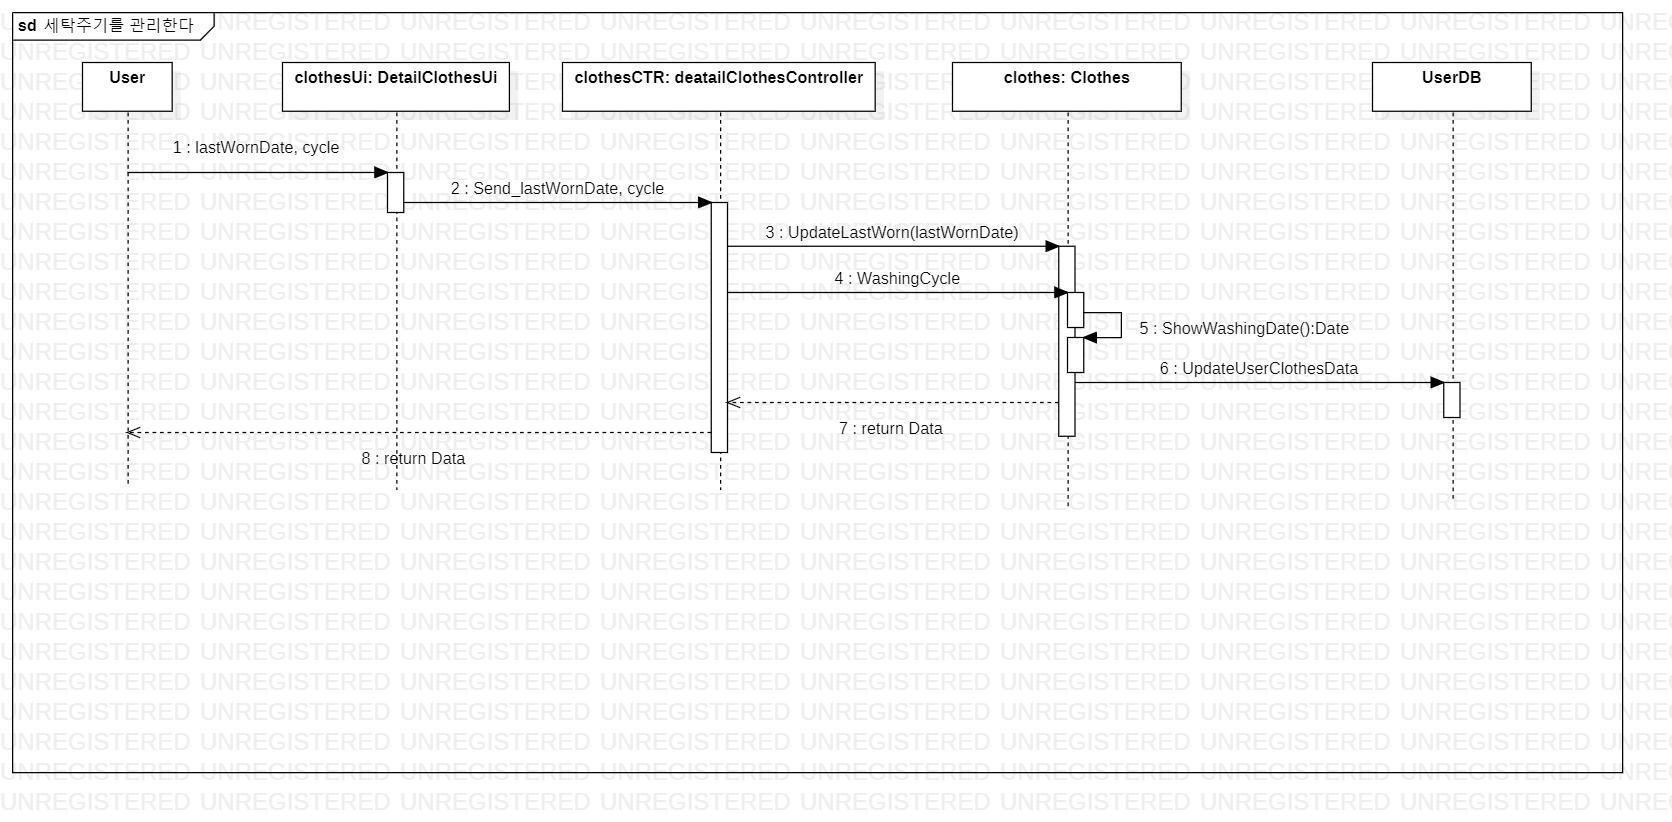 sd 세탁주기를 관리한다
User
clothesUi: DetailClothesUi
clothesCTR: deatailClothesController
clothes: Clothes
UserDB
1 : lastWornDate, cycle
2 : Send_lastWornDate, cycle
3 : UpdateLastWorn(lastWornDate)
4 : WashingCycle
5 : ShowWashingDate():Date
6 : UpdateUserClothesData
7 : return Data
8 : return Data
UNREGISTERED